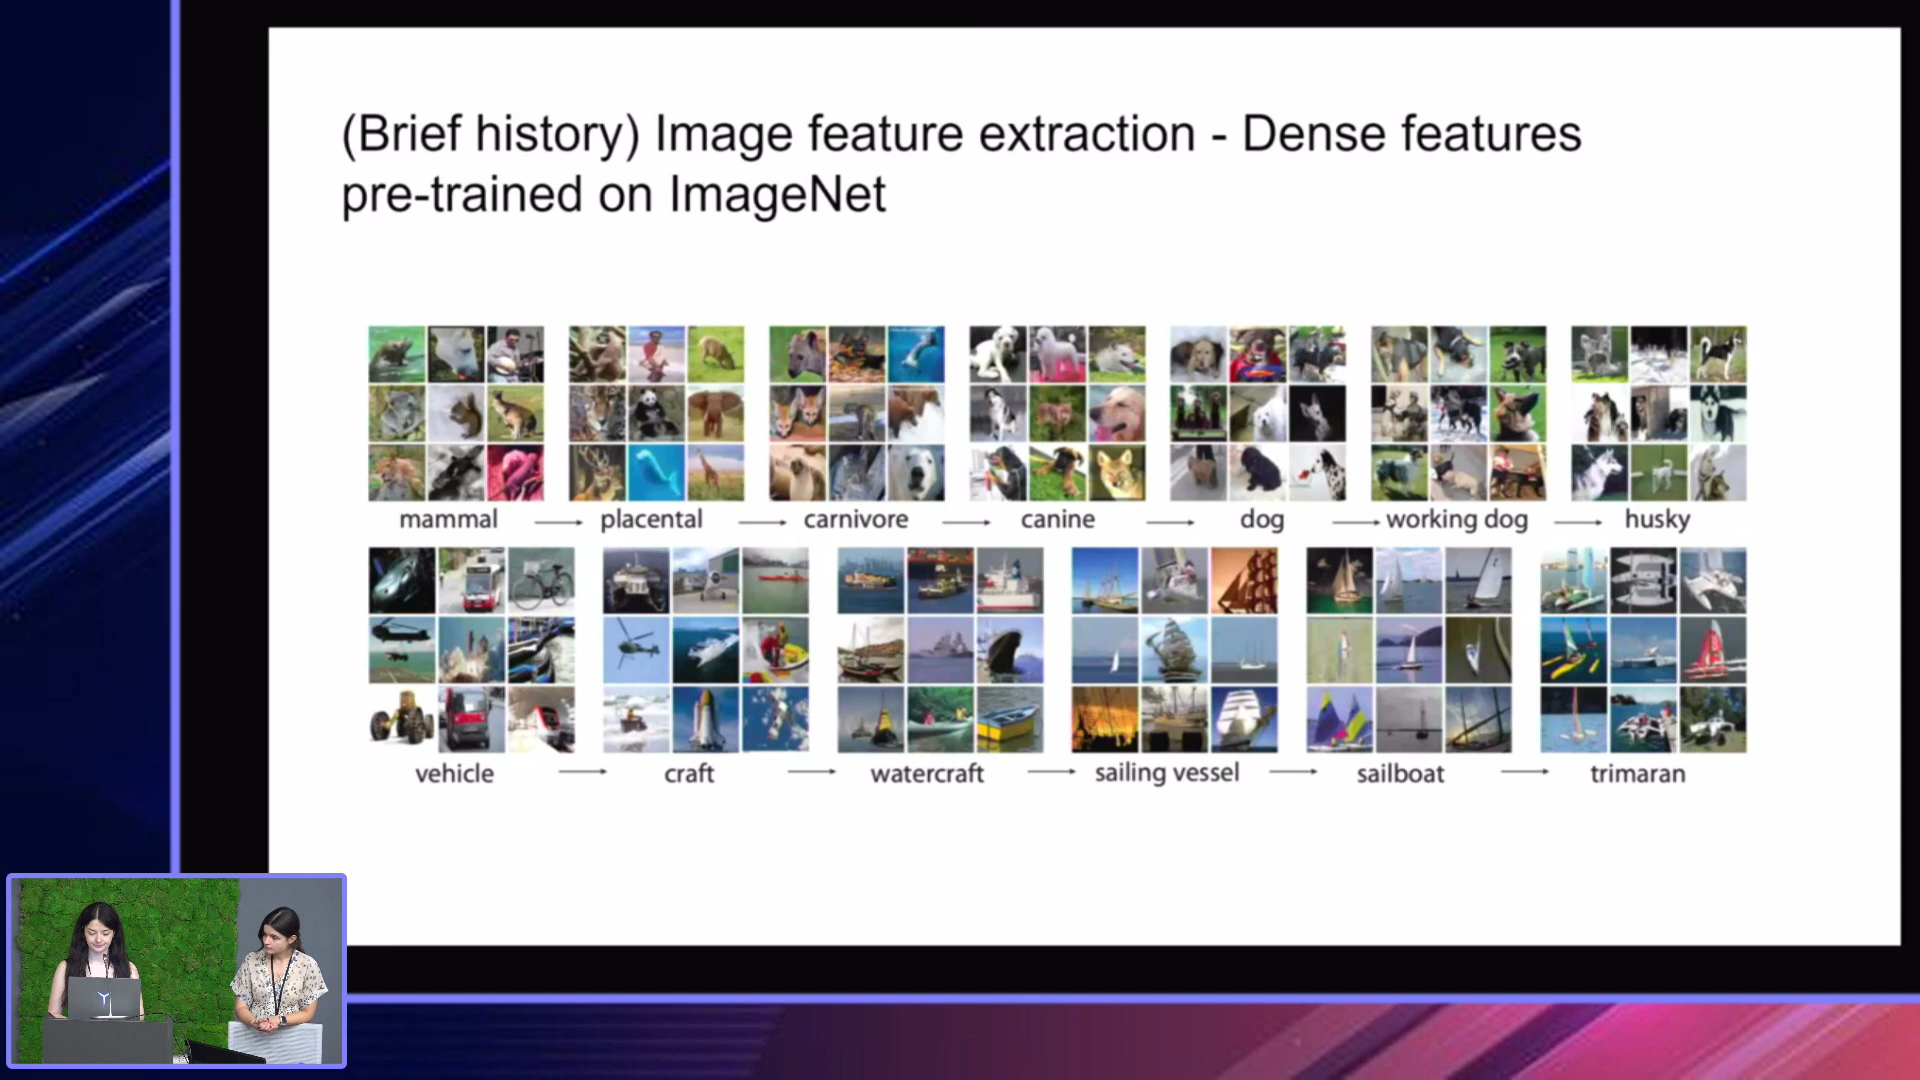 (Brief history) Image feature extraction - Dense features
pre-trained on ImageNet
mammal placental carnivore canine dog working dog husky
vehicle craft watercraft sailing vessel sailboat trimaran